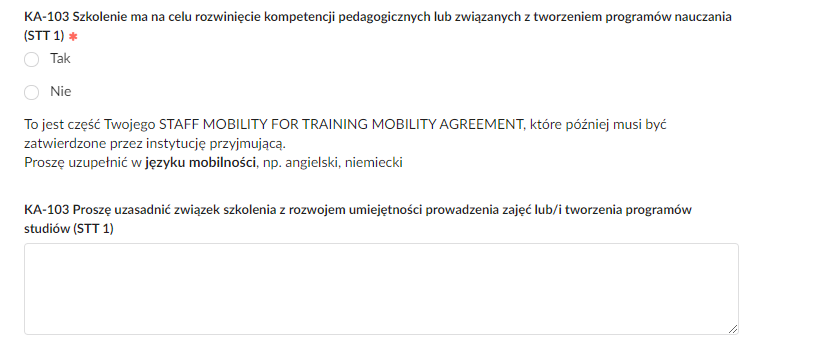 KA-103 Szkolenie ma na celu rozwinięcie kompetencji pedagogicznych lub związanych z tworzeniem programów nauczania
(STT 1) *
Tak
Nie
To jest część Twojego STAFF MOBILITY FOR TRAINING MOBILITY AGREEMENT, które później musi być
zatwierdzone przez instytucję przyjmującą.
Proszę uzupełnić w języku mobilności, np. angielski, niemiecki
KA-103 Proszę uzasadnić związek szkolenia z rozwojem umiejętności prowadzenia zajęć lub/i tworzenia programów
studiów (STT 1)